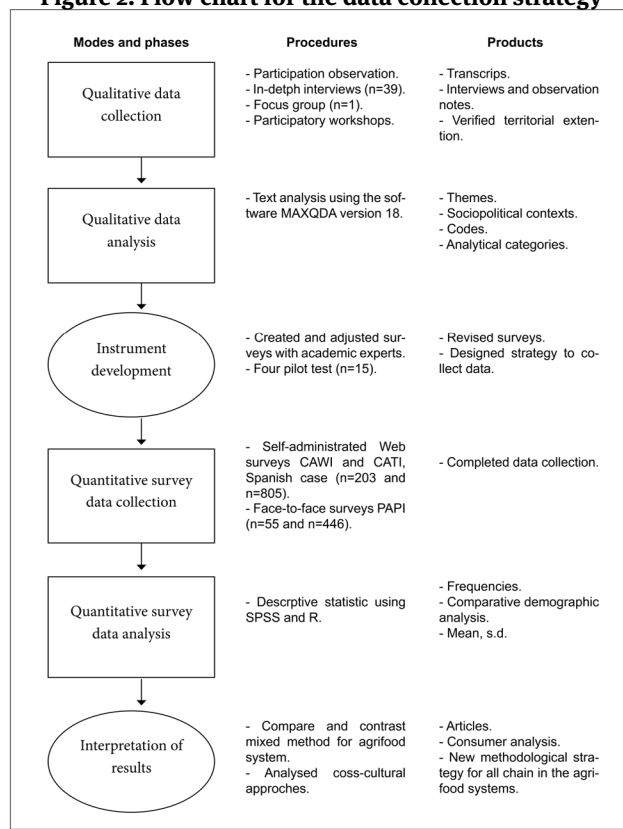 Figure 2. Flow chart for the data collection strategy
Modes and phases
Procedures
Products
Qualitative data
collection
- Participation observation.
- In-detph interviews (n=39).
- Focus group (n=1).
- Participatory workshops.
- Transcrips.
- Interviews and observation
notes.
- Verified territorial exten-
tion.
Qualitative data
analysis
- Text analysis using the sof-
tware MAXQDA version 18.
- Themes.
- Sociopolitical contexts.
- Codes.
- Analytical categories.
Instrument
development
- Created and adjusted sur-
veys with academic experts.
- Four pilot test (n=15).
- Revised surveys.
- Designed strategy to co-
llect data.
Quantitative survey
data collection
- Self-administrated Web
surveys CAWI and CATI,
Spanish case (n=203 and
n=805).
- Face-to-face surveys PAPI
(n=55 and n=446).
- Completed data collection.
Quantitative survey
data analysis
- Descrptive statistic using
SPSS and R.
- Frequencies.
- Comparative demographic
analysis.
- Mean, s.d.
Interpretation of
results
- Compare and contrast
mixed method for agrifood
system.
- Analysed coss-cultural
approches.
- Articles.
- Consumer analysis.
- New methodological stra-
tegy for all chain in the agri-
food systems.